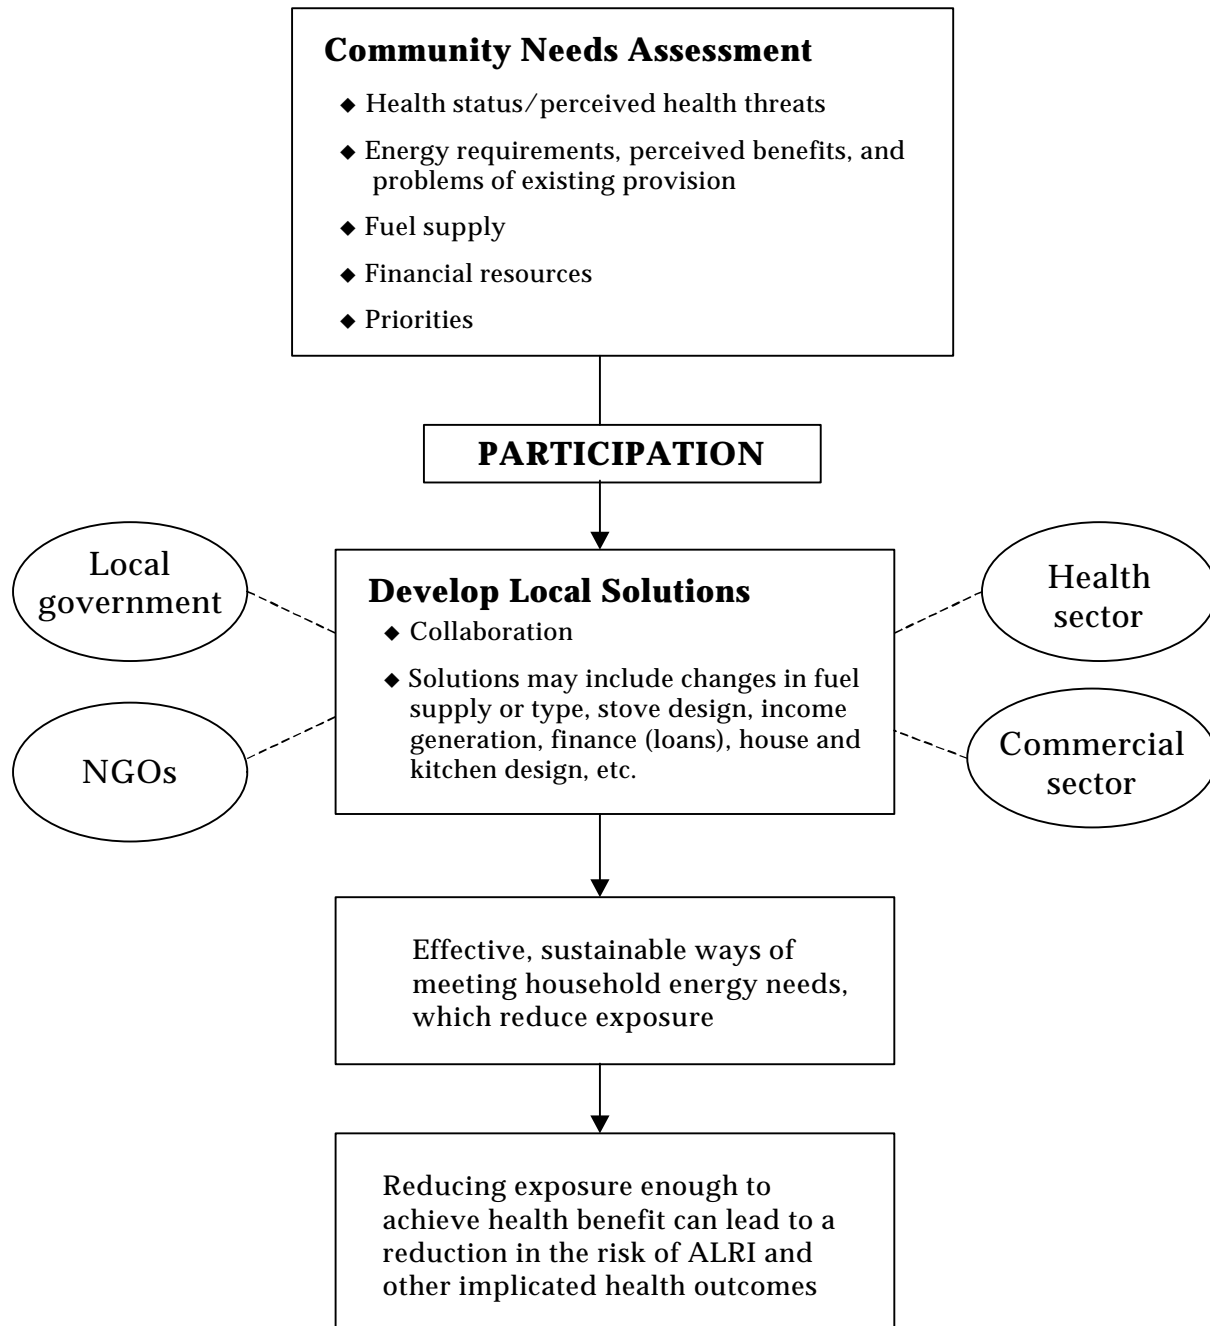 Community Needs Assessment
◆ Health status/perceived health threats
◆ Energy requirements, perceived benefits, and
problems of existing provision
◆ Fuel supply
◆ Financial resources
◆ Priorities
PARTICIPATION
Local
government
Health
sector
Develop Local Solutions
◆ Collaboration
◆ Solutions may include changes in fuel
supply or type, stove design, income
generation, finance (loans), house and
kitchen design, etc.
NGOs
Commercial
sector
Effective, sustainable ways of
meeting household energy needs,
which reduce exposure
Reducing exposure enough to
achieve health benefit can lead to a
reduction in the risk of ALRI and
other implicated health outcomes